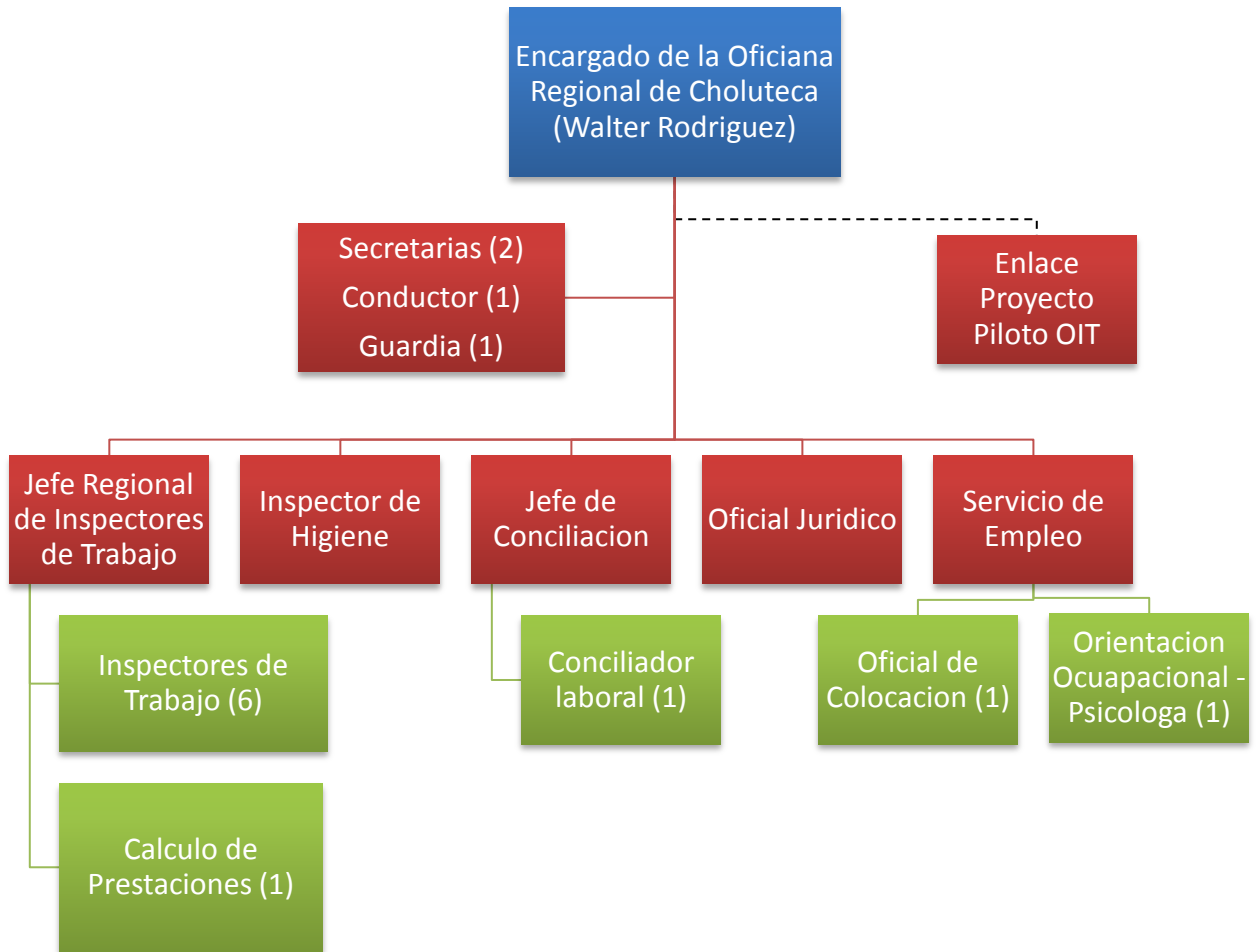 Encargado de la Oficiana
Regional de Choluteca
(Walter Rodriguez)
Secretarias (2)
Conductor (1)
Guardia (1)
Enlace
Proyecto
Piloto OIT
Jefe Regional
de Inspectores
de Trabajo
Inspector de
Higiene
Jefe de
Conciliacion
Oficial Juridico
Servicio de
Empleo
Inspectores de
Trabajo (6)
Conciliador
laboral (1)
Oficial de
Colocacion (1)
Orientacion
Ocuapacional -
Psicologa (1)
Calculo de
Prestaciones (1)